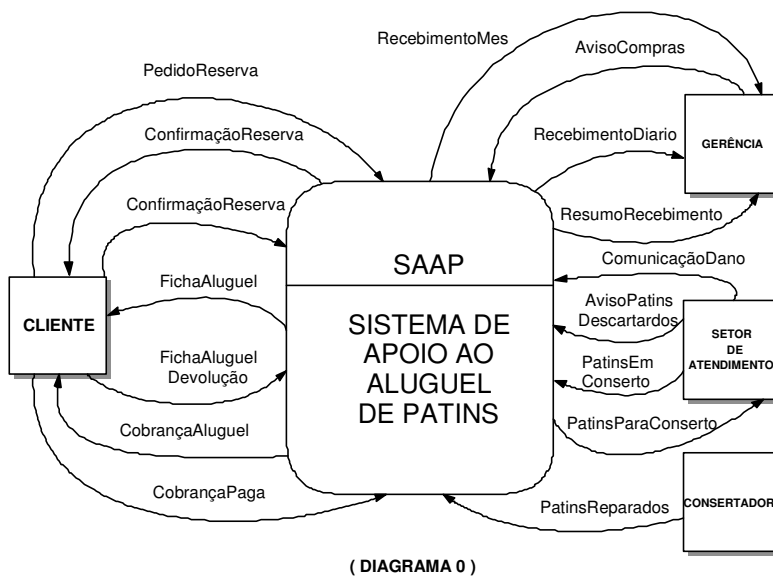 RecebimentoMes
AvisoCompras
PedidoReserva
ConfirmaçãoReserva
RecebimentoDiario
GERÊNCIA
ConfirmaçãoReserva
ResumoRecebimento
SAAP
ComunicaçãoDano
FichaAluguel
AvisoPatins
Descartardos
CLIENTE
SISTEMA DE
APOIO AO
ALUGUEL
DE PATINS
SETOR
DE
ATENDIMENTO
FichaAluguel
Devolução
PatinsEm
Conserto
CobrançaAluguel
PatinsParaConserto
CobrançaPaga
PatinsReparados
CONSERTADOR
( DIAGRAMA 0 )